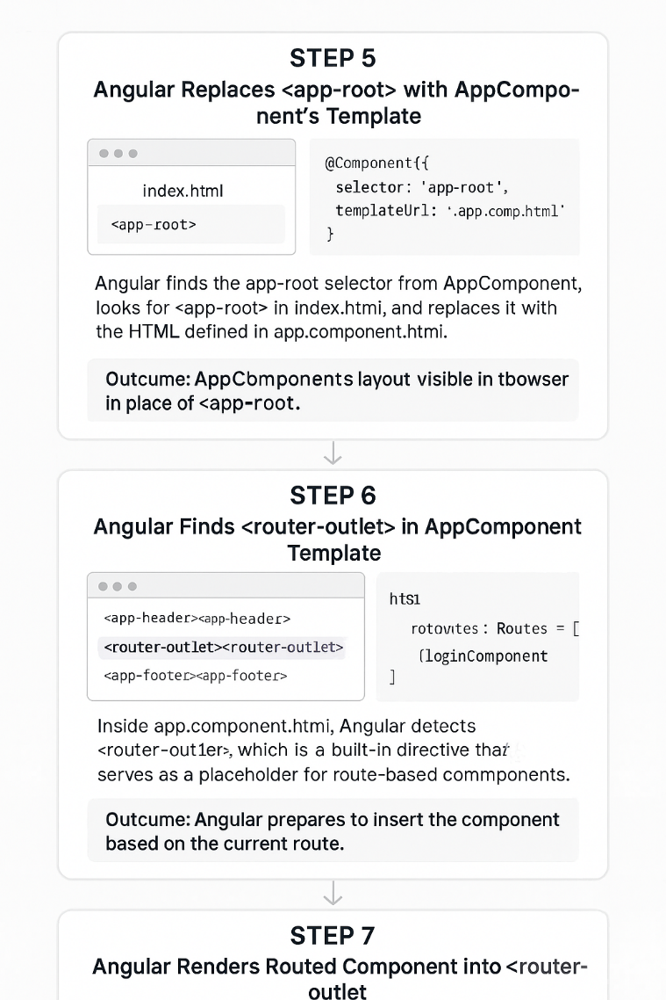 STEP 5
Angular Replaces <app-root> with AppCompo-
nent's Template
index.html
<app-root>
@Component{{
selector: 'app-root',
templateUrl: '.app.comp.html'
}
Angular finds the app-root selector from AppComponent,
looks for <app-root> in index.htmi, and replaces it with
the HTML defined in app.component.htmi.
Outcome: AppCbmponents layout visible in tbowser
in place of <app-root.
STEP 6
Angular Finds <router-outlet> in AppComponent
Template
<app-header><app-header>
<router-outlet><router-outlet>
<app-footer><app-footer>
: Routes = [
(loginComponent
]
Inside app.component.htmi, Angular detects
<router-out1er>, which is a built-in directive that
serves as a placeholder for route-based commponents.
Outcome: Angular prepares to insert the component
based on the current route.
STEP 7
Angular Renders Routed Component into <router-
outlet